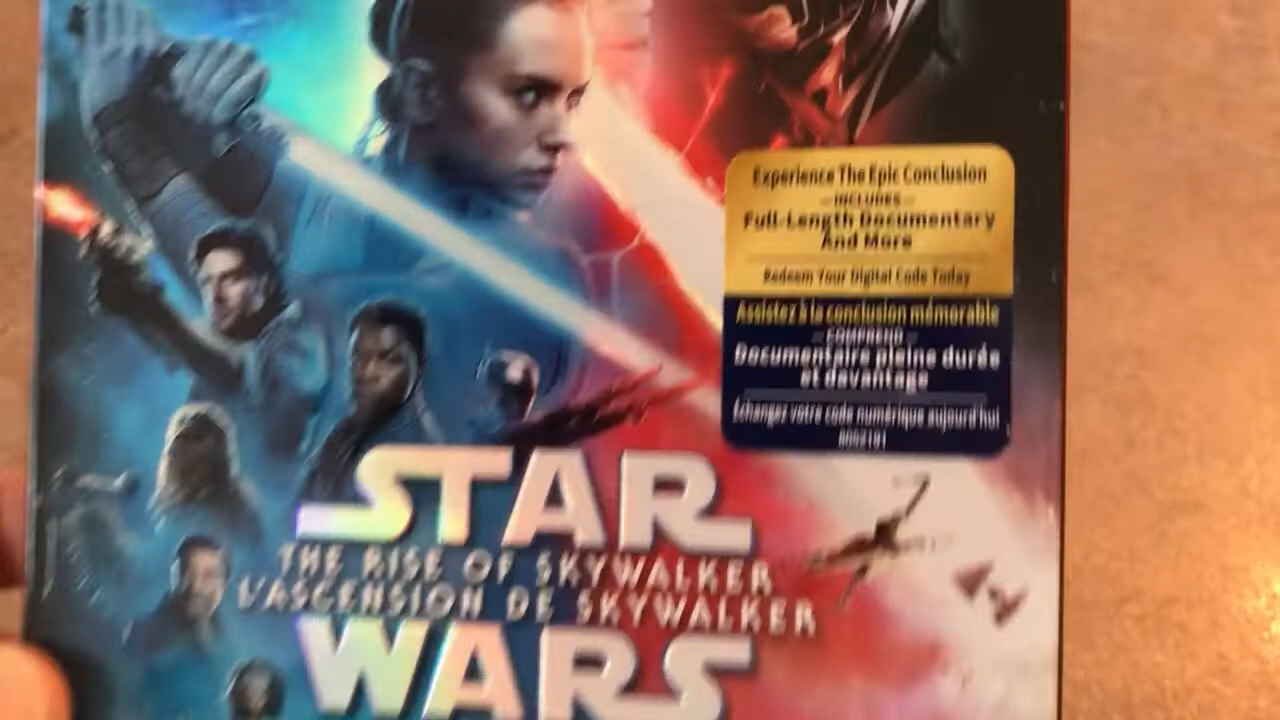 Experience The Epic Conclusion
INCLUDES
Full-Length Documentary
And More
Redeem Your Digital Code Today
Assistez à la conclusion mémorable
COMPREND
Documentaire pleine durée
et davantage
Échangez votre code numérique aujourd'hui
STAR
THE RISE OF SKYWALKER
L'ASCENSION DE SKYWALKER
WARS